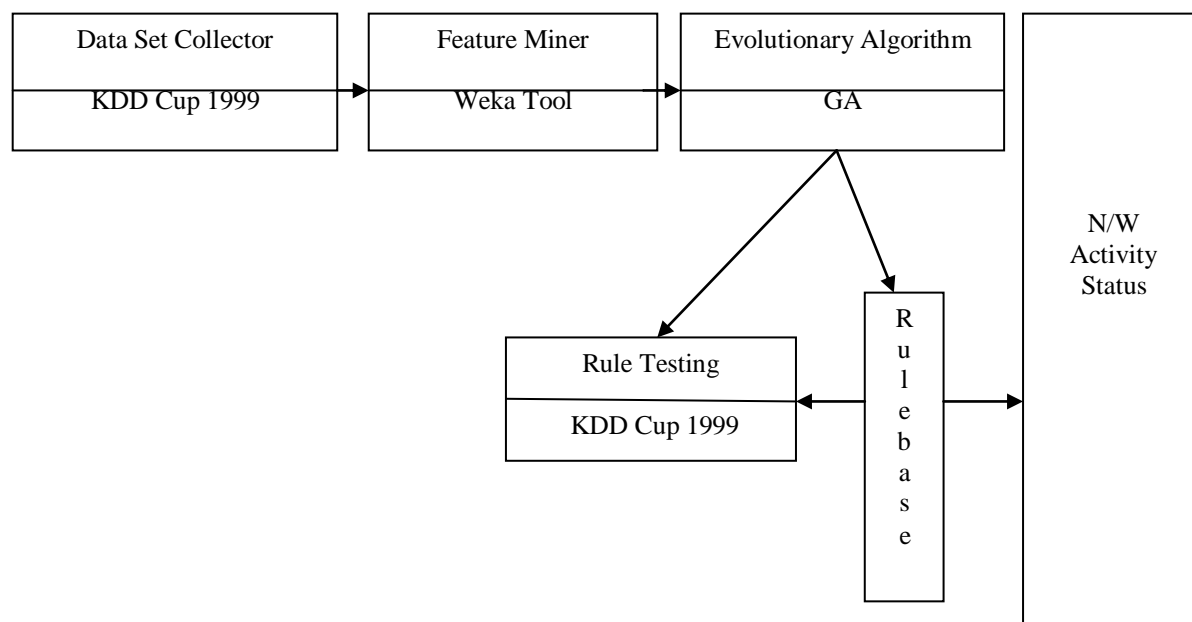 Data Set Collector
KDD Cup 1999
Feature Miner
Weka Tool
Evolutionary Algorithm
GA
N/W
Activity
Status
Rule Testing
KDD Cup 1999
R
u
l
e
b
a
s
e